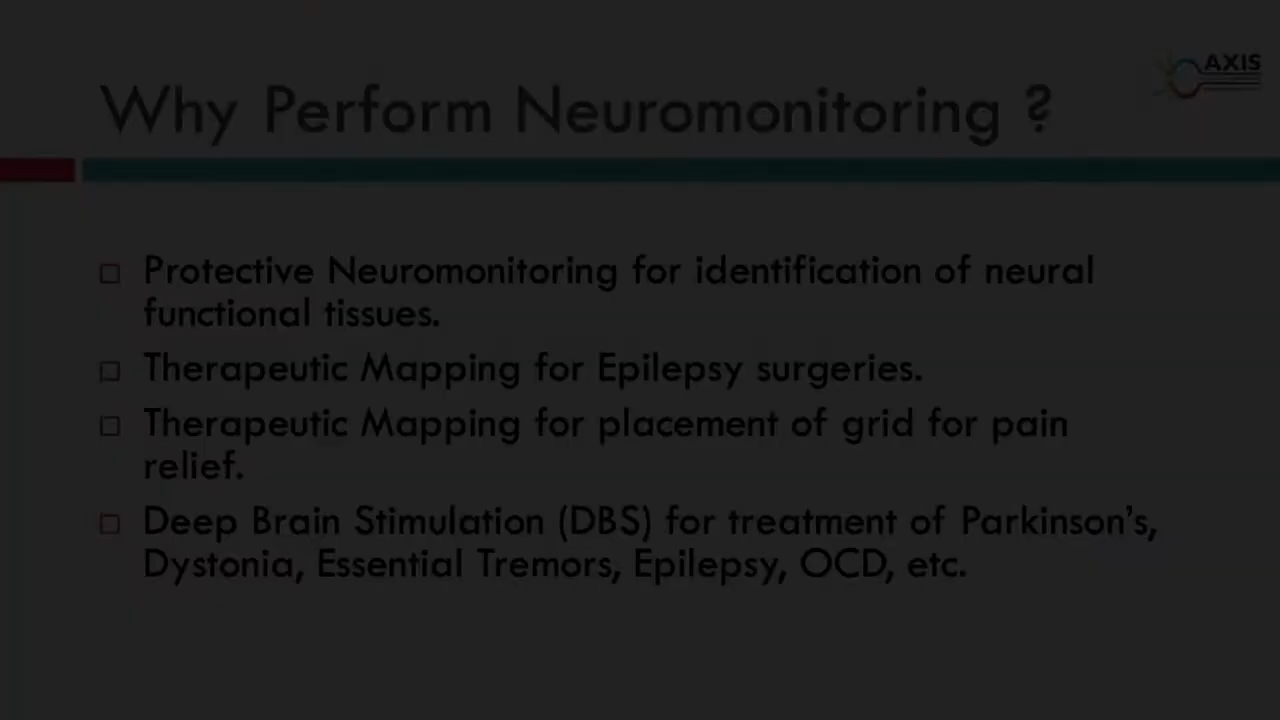 AXIS
Why Perform Neuromonitoring ?
Protective Neuromonitoring for identification of neural
functional tissues.
Therapeutic Mapping for Epilepsy surgeries.
Therapeutic Mapping for placement of grid for pain
relief.
Deep Brain Stimulation (DBS) for treatment of Parkinson's,
Dystonia, Essential Tremors, Epilepsy, OCD, etc.